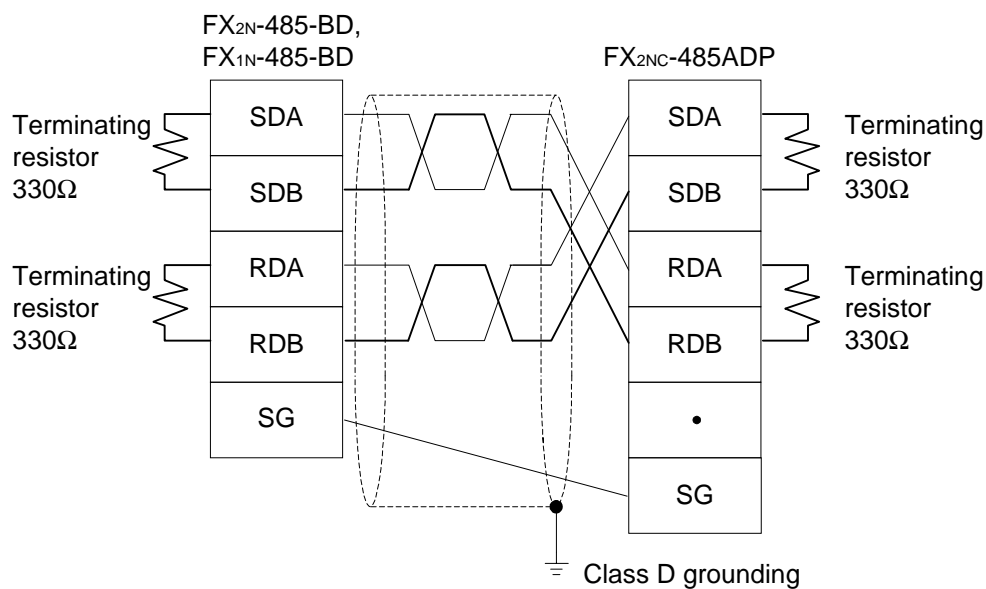 FX2N-485-BD,
FX1N-485-BD
FX2NC-485ADP
Terminating
resistor
330Ω
SDA
SDB
Terminating
resistor
330Ω
RDA
RDB
SG
SDA
SDB
Terminating
resistor
330Ω
RDA
RDB
Terminating
resistor
330Ω
•
SG
Class D grounding